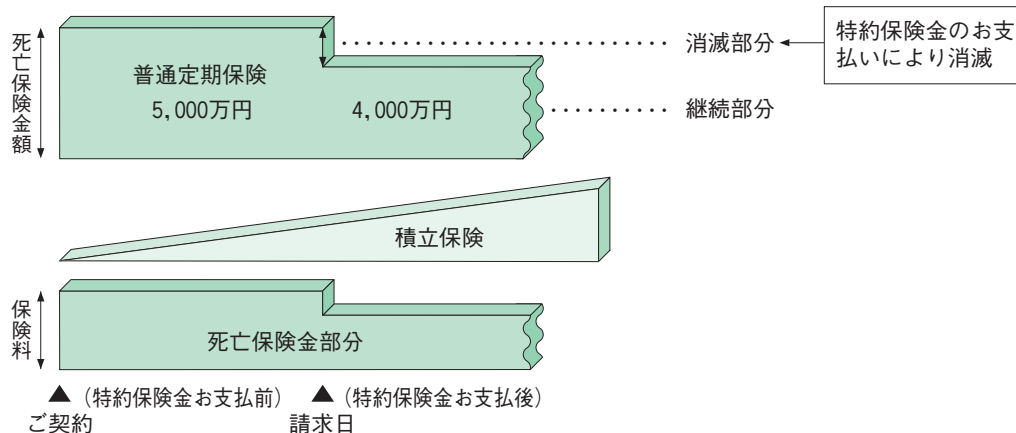 死亡保険金額
普通定期保険
5,000万円
4,000万円
消滅部分
特約保険金のお支
払いにより消滅
継続部分
積立保険
保険料
死亡保険金部分
▲(特約保険金お支払前)
ご契約
▲(特約保険金お支払後)
請求日